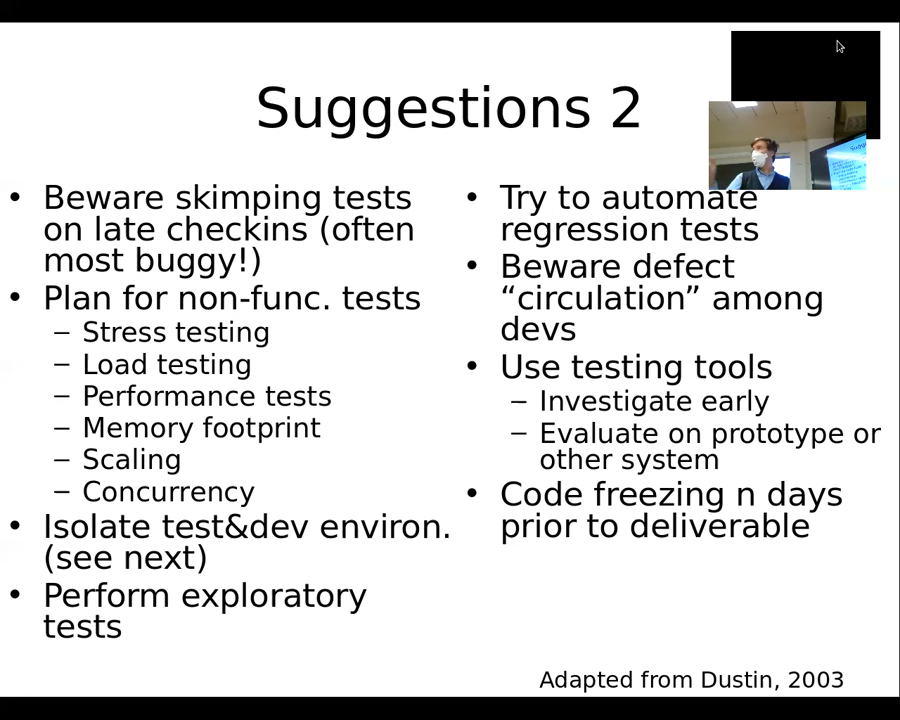 Suggestions 2
• Beware skimping tests
on late checkins (often
most buggy!)
• Plan for non-func. tests
– Stress testing
– Load testing
– Performance tests
– Memory footprint
– Scaling
– Concurrency
• Isolate test&dev environ.
(see next)
• Perform exploratory
tests
• Try to automate
regression tests
• Beware defect
“circulation” among
devs
• Use testing tools
– Investigate early
– Evaluate on prototype or
other system
• Code freezing n days
prior to deliverable
Adapted from Dustin, 2003